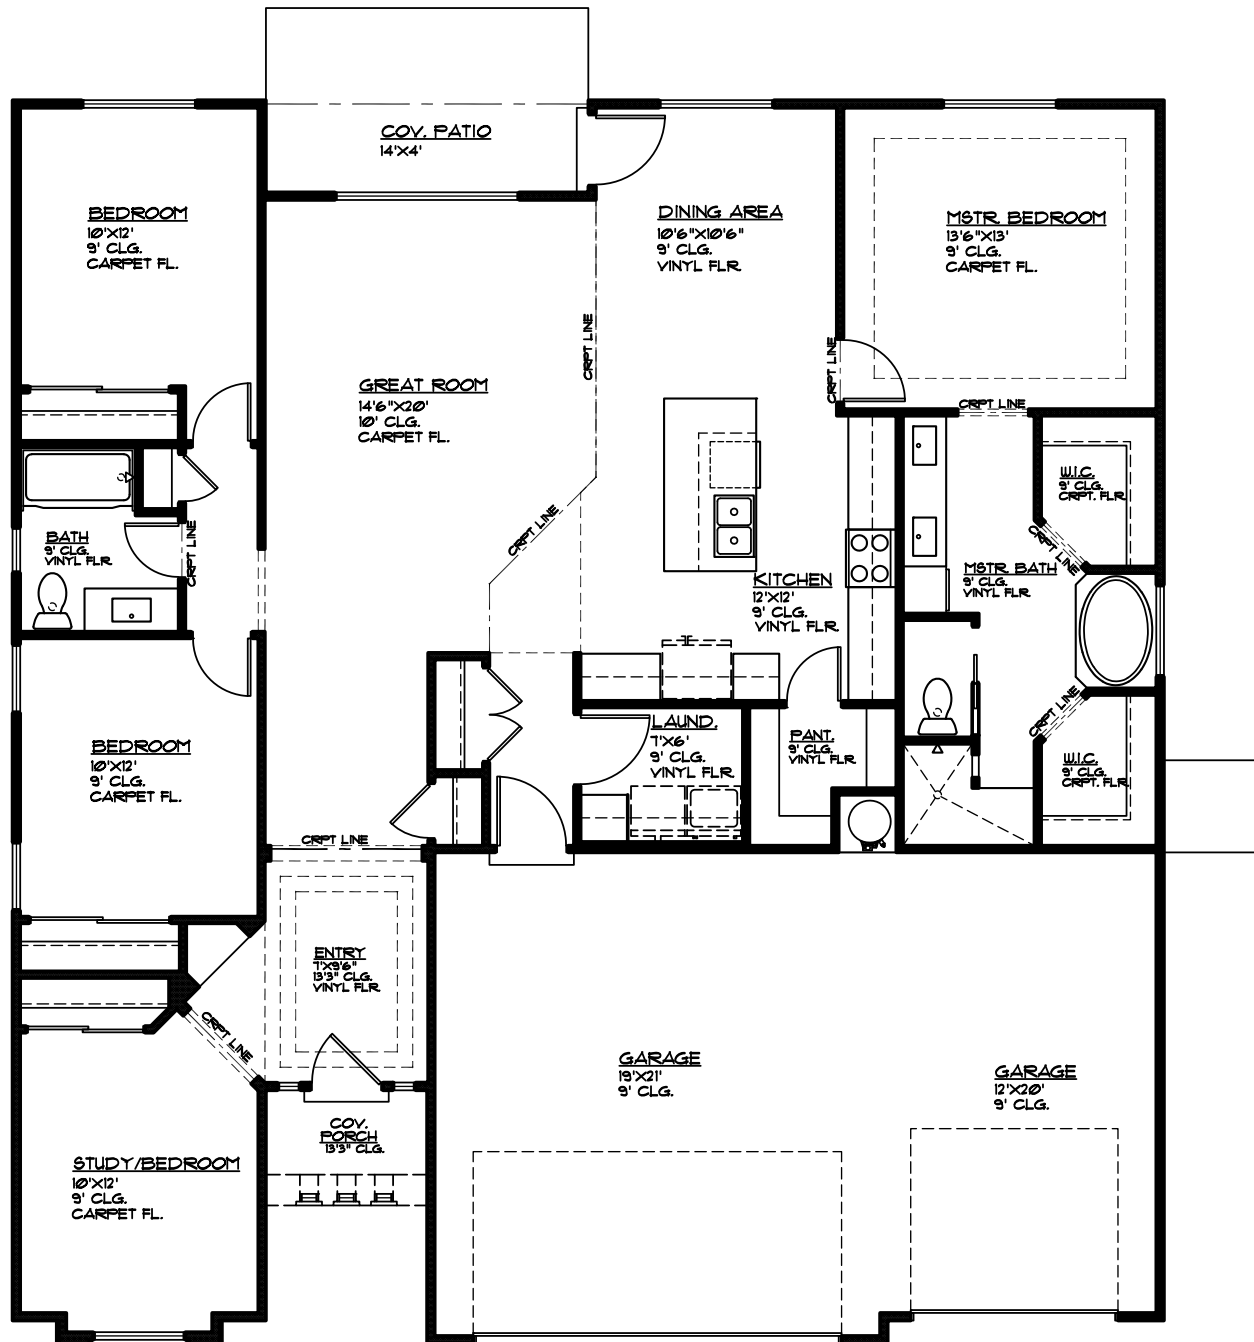 COV. PATIO
14'X4'
BEDROOM
10'X12'
9' CLG.
CARPET FL.
DINING AREA
10'6"X10'6"
9' CLG.
VINYL FLR.
MSTR. BEDROOM
13'6"X13'
9' CLG.
CARPET FL.
CRPT LINE
CRPT LINE
GREAT ROOM
14'6"X20'
10' CLG.
CARPET FL.
CRPT LINE
W.I.C.
9' CLG.
CRPT. FLR.
CRPT LINE
BATH
9' CLG.
VINYL FLR.
CRPT LINE
CRPT LINE
MSTR. BATH
9' CLG.
VINYL FLR.
KITCHEN
12'X12'
9' CLG.
VINYL FLR.
CRPT LINE
LAUND.
7'X6'
9' CLG.
VINYL FLR.
PANT.
9' CLG.
VINYL FLR.
BEDROOM
10'X12'
9' CLG.
CARPET FL.
W.I.C.
9' CLG.
CRPT. FLR.
CRPT LINE
ENTRY
7'X9'6"
13'3" CLG.
VINYL FLR.
CRPT LINE
GARAGE
19'X21'
9' CLG.
GARAGE
12'X20'
9' CLG.
COV.
PORCH
13'3" CLG.
STUDY/BEDROOM
10'X12'
9' CLG.
CARPET FL.